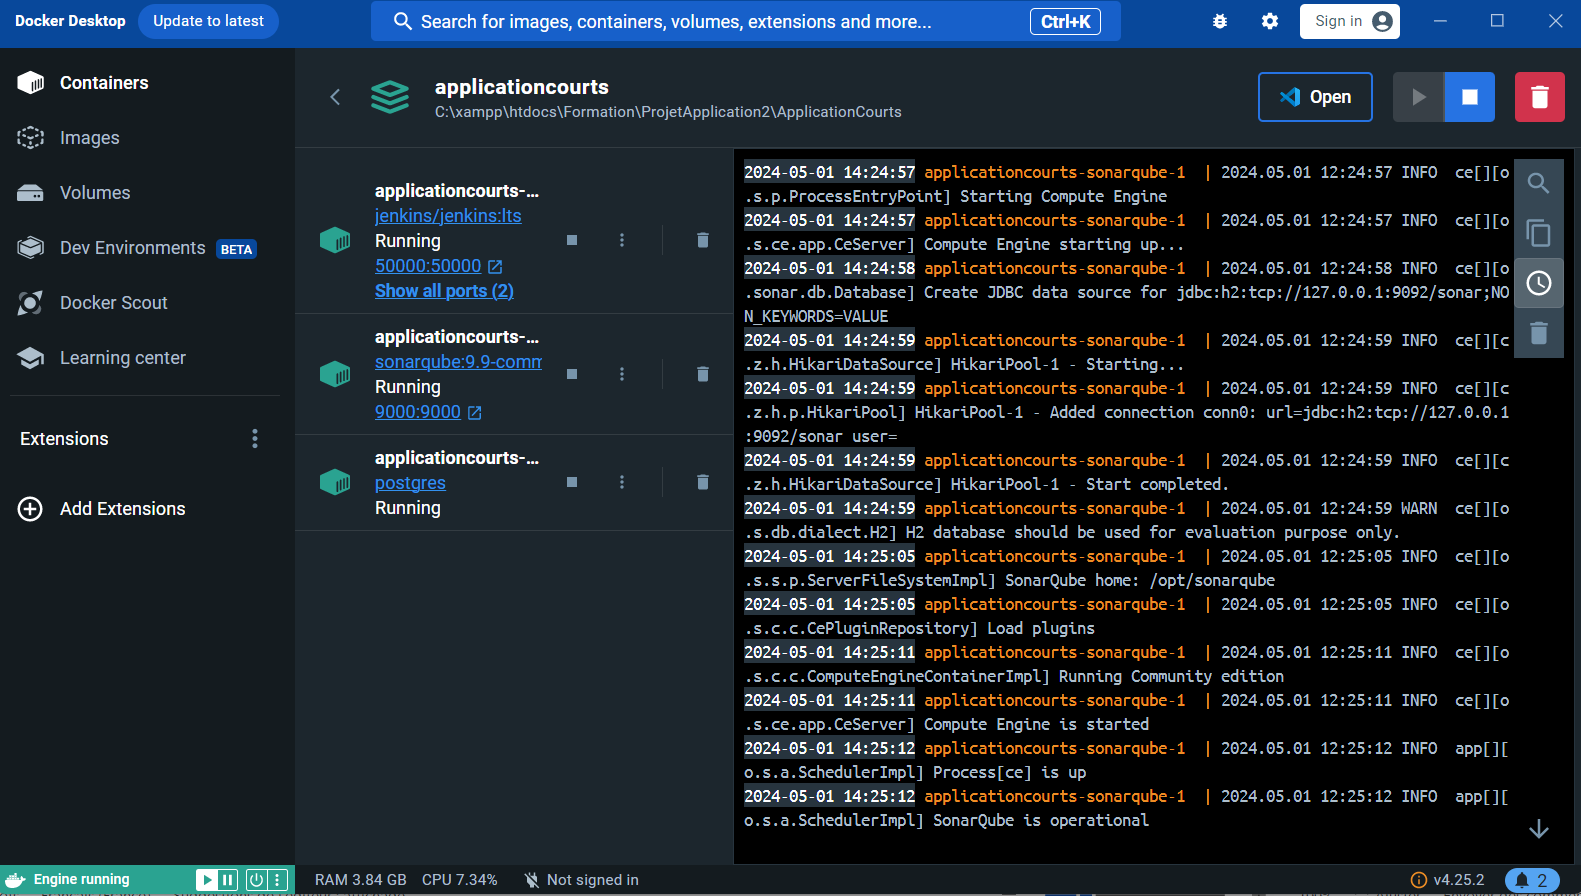 Docker Desktop
Update to latest
Search for images, containers, volumes, extensions and more...
Ctrl+K
Sign in
Containers
Images
Volumes
Dev Environments BETA
Docker Scout
Learning center
Extensions
Add Extensions
applicationcourts
C:\xampp\htdocs\Formation\ProjetApplication2\ApplicationCourts
Open
applicationcourts-...
jenkins/jenkins:lts
Running
50000:50000
Show all ports (2)
applicationcourts-...
sonarqube:9.9-comm
Running
9000:9000
applicationcourts-...
postgres
Running
2024-05-01 14:24:57 applicationcourts-sonarqube-1 | 2024.05.01 12:24:57 INFO ce[][o
.s.p.ProcessEntryPoint] Starting Compute Engine
2024-05-01 14:24:57 applicationcourts-sonarqube-1 | 2024.05.01 12:24:57 INFO ce[][o
.s.ce.app.CeServer] Compute Engine starting up...
2024-05-01 14:24:58 applicationcourts-sonarqube-1 | 2024.05.01 12:24:58 INFO ce[][o
.sonar.db.Database] Create JDBC data source for jdbc:h2:tcp://127.0.0.1:9092/sonar;NO
N_KEYWORDS=VALUE
2024-05-01 14:24:59 applicationcourts-sonarqube-1 | 2024.05.01 12:24:59 INFO ce[][c
.z.h.HikariDataSource] HikariPool-1 - Starting...
2024-05-01 14:24:59 applicationcourts-sonarqube-1 | 2024.05.01 12:24:59 INFO ce[][c
.z.h.p.HikariPool] HikariPool-1 - Added connection conn0: url=jdbc:h2:tcp://127.0.0.1
:9092/sonar user=
2024-05-01 14:24:59 applicationcourts-sonarqube-1 | 2024.05.01 12:24:59 INFO ce[][c
.z.h.HikariDataSource] HikariPool-1 - Start completed.
2024-05-01 14:24:59 applicationcourts-sonarqube-1 | 2024.05.01 12:24:59 WARN ce[][o
.s.db.dialect.H2] H2 database should be used for evaluation purpose only.
2024-05-01 14:25:05 applicationcourts-sonarqube-1 | 2024.05.01 12:25:05 INFO ce[][o
.s.s.p.ServerFileSystemImpl] SonarQube home: /opt/sonarqube
2024-05-01 14:25:05 applicationcourts-sonarqube-1 | 2024.05.01 12:25:05 INFO ce[][o
.s.c.c.CePluginRepository] Load plugins
2024-05-01 14:25:11 applicationcourts-sonarqube-1 | 2024.05.01 12:25:11 INFO ce[][o
.s.c.c.ComputeEngineContainerImpl] Running Community edition
2024-05-01 14:25:11 applicationcourts-sonarqube-1 | 2024.05.01 12:25:11 INFO ce[][o
.s.ce.app.CeServer] Compute Engine is started
2024-05-01 14:25:12 applicationcourts-sonarqube-1 | 2024.05.01 12:25:12 INFO app[][
o.s.a.SchedulerImpl] Process[ce] is up
2024-05-01 14:25:12 applicationcourts-sonarqube-1 | 2024.05.01 12:25:12 INFO app[][
o.s.a.SchedulerImpl] SonarQube is operational
Engine running
RAM 3.84 GB CPU 7.34% Not signed in
v4.25.2
2